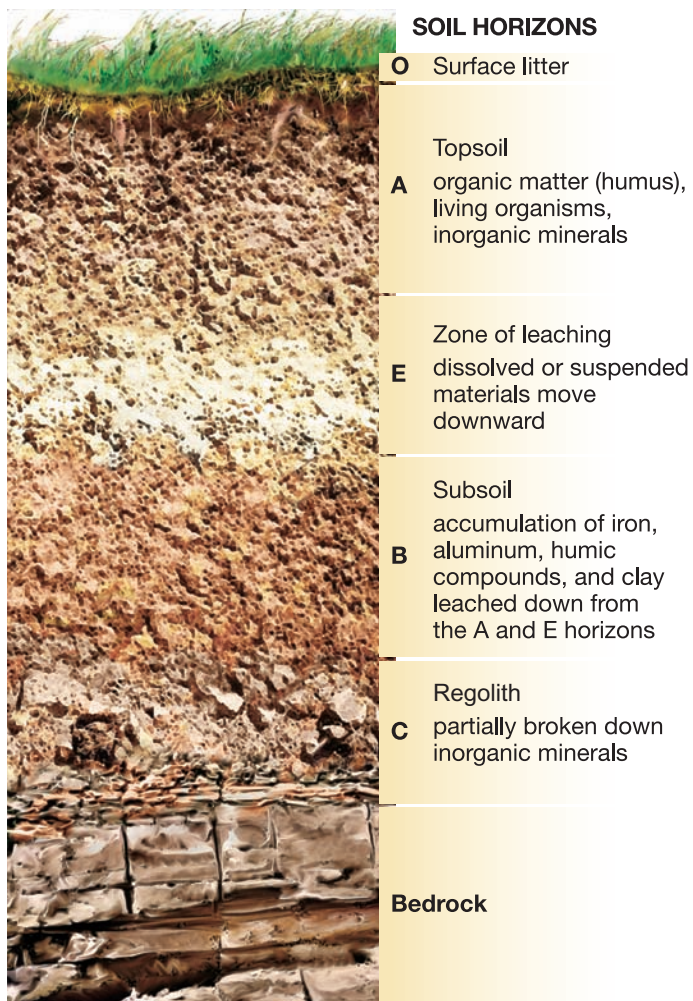 SOIL HORIZONS
O Surface litter
Topsoil
A organic matter (humus),
living organisms,
inorganic minerals
Zone of leaching
E dissolved or suspended
materials move
downward
Subsoil
accumulation of iron,
B aluminum, humic
compounds, and clay
leached down from
the A and E horizons
Regolith
C partially broken down
inorganic minerals
Bedrock